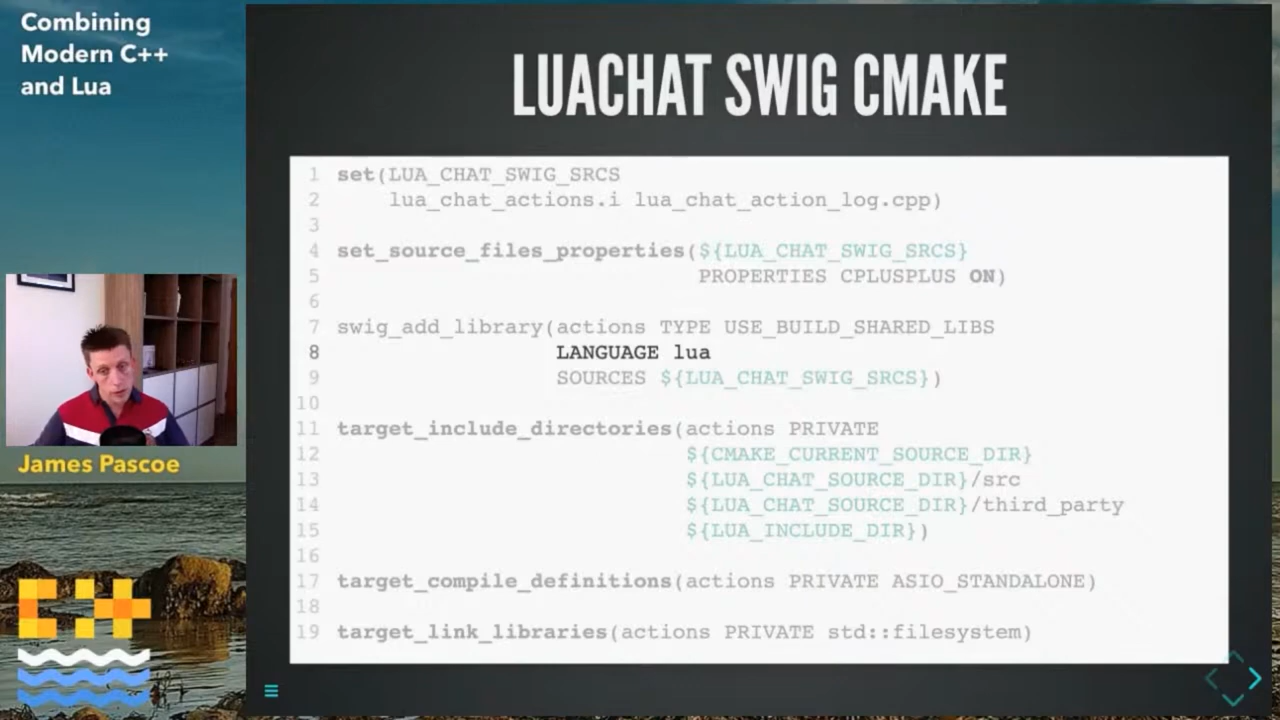 Combining
Modern C++
and Lua
LUACHAT SWIG CMAKE
1 set(LUA_CHAT_SWIG_SRCS
2 lua_chat_actions.i lua_chat_action_log.cpp)
3
4 set_source_files_properties(${LUA_CHAT_SWIG_SRCS}
5 PROPERTIES CPLUSPLUS ON)
6
7 swig_add_library(actions TYPE USE_BUILD_SHARED_LIBS
8 LANGUAGE lua
9 SOURCES ${LUA_CHAT_SWIG_SRCS})
10
11 target_include_directories(actions PRIVATE
12 ${CMAKE_CURRENT_SOURCE_DIR}
13 ${LUA_CHAT_SOURCE_DIR}/src
14 ${LUA_CHAT_SOURCE_DIR}/third_party
15 ${LUA_INCLUDE_DIR})
16
17 target_compile_definitions(actions PRIVATE ASIO_STANDALONE)
18
19 target_link_libraries(actions PRIVATE std::filesystem)
James Pascoe
C++